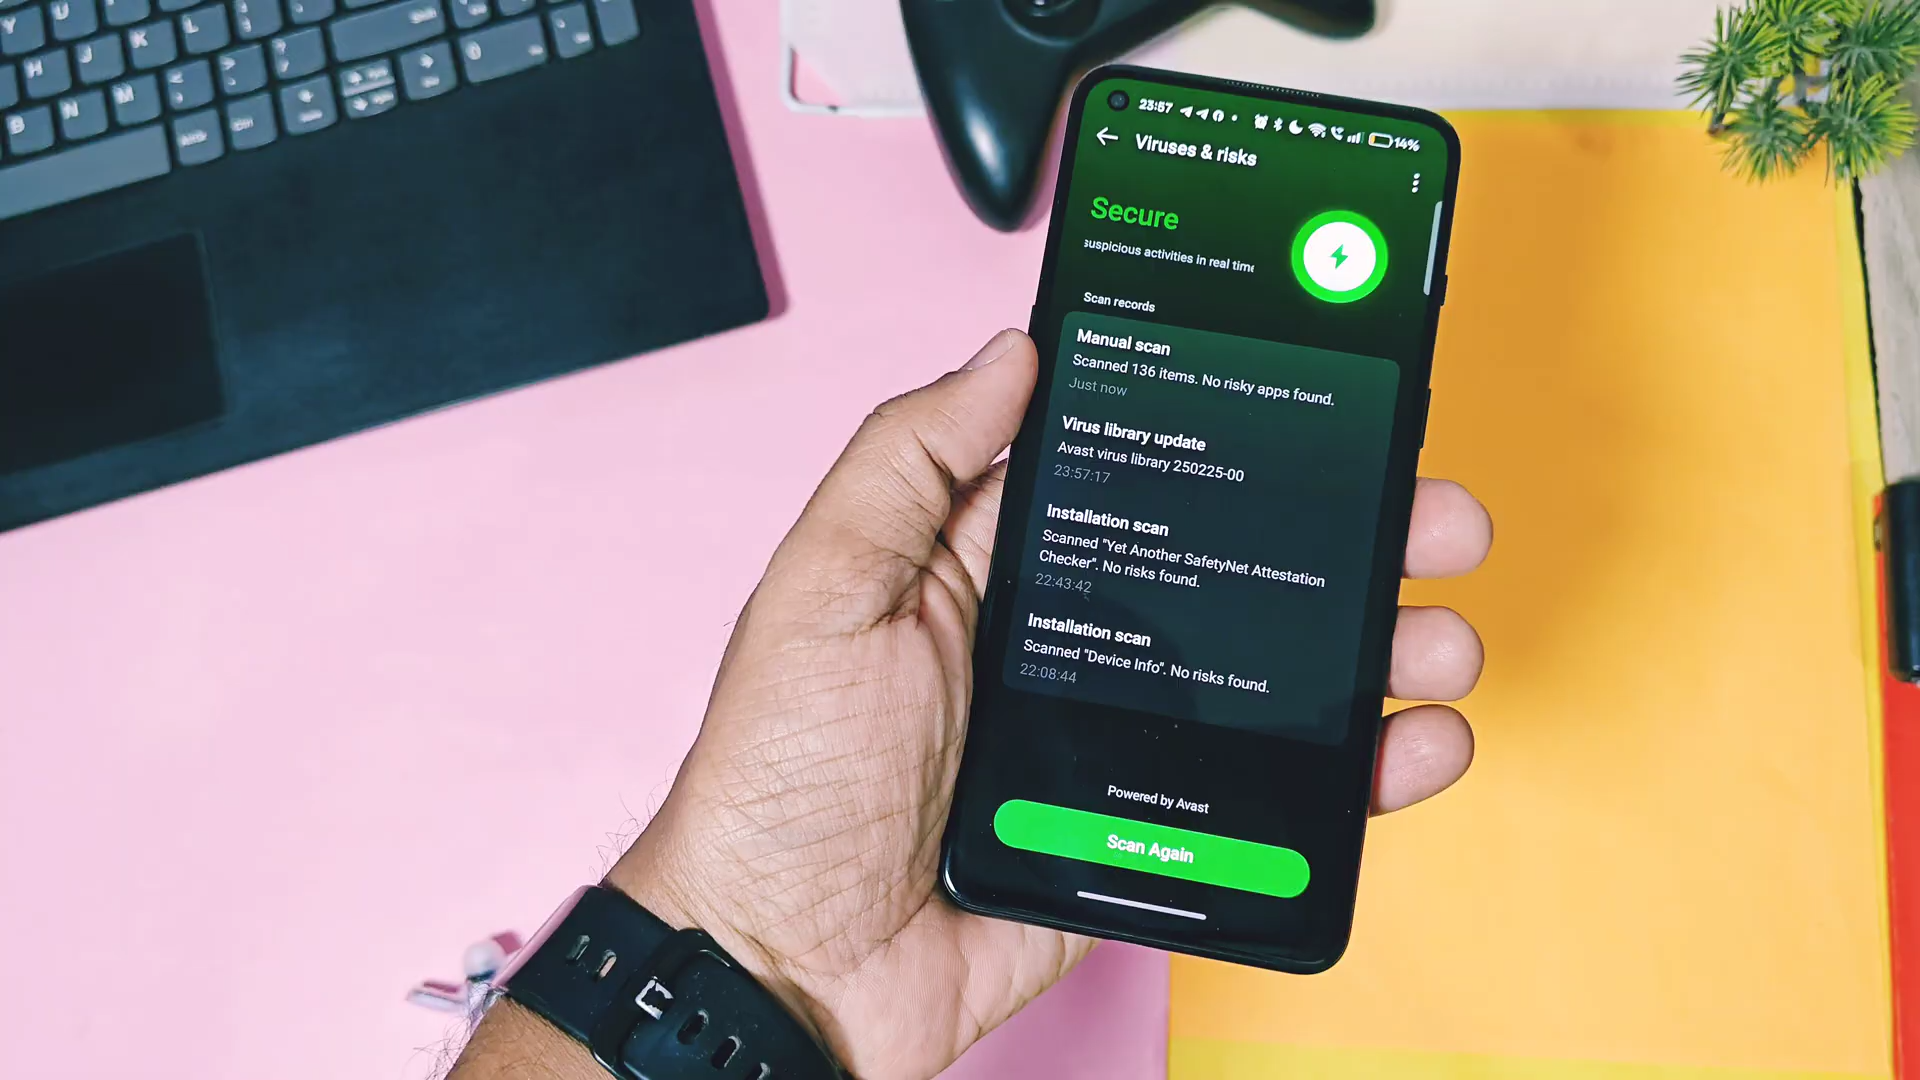 Y U I O P
H J K L
B N M
AltGr Ctrl
Shift
23:57 14%
Viruses & risks
Secure
suspicious activities in real time
Scan records
Manual scan
Scanned 136 items. No risky apps found.
Just now
Virus library update
Avast virus library 250225-00
23:57:17
Installation scan
Scanned "Yet Another SafetyNet Attestation
Checker". No risks found.
22:43:42
Installation scan
Scanned "Device Info". No risks found.
22:08:44
Powered by Avast
Scan Again